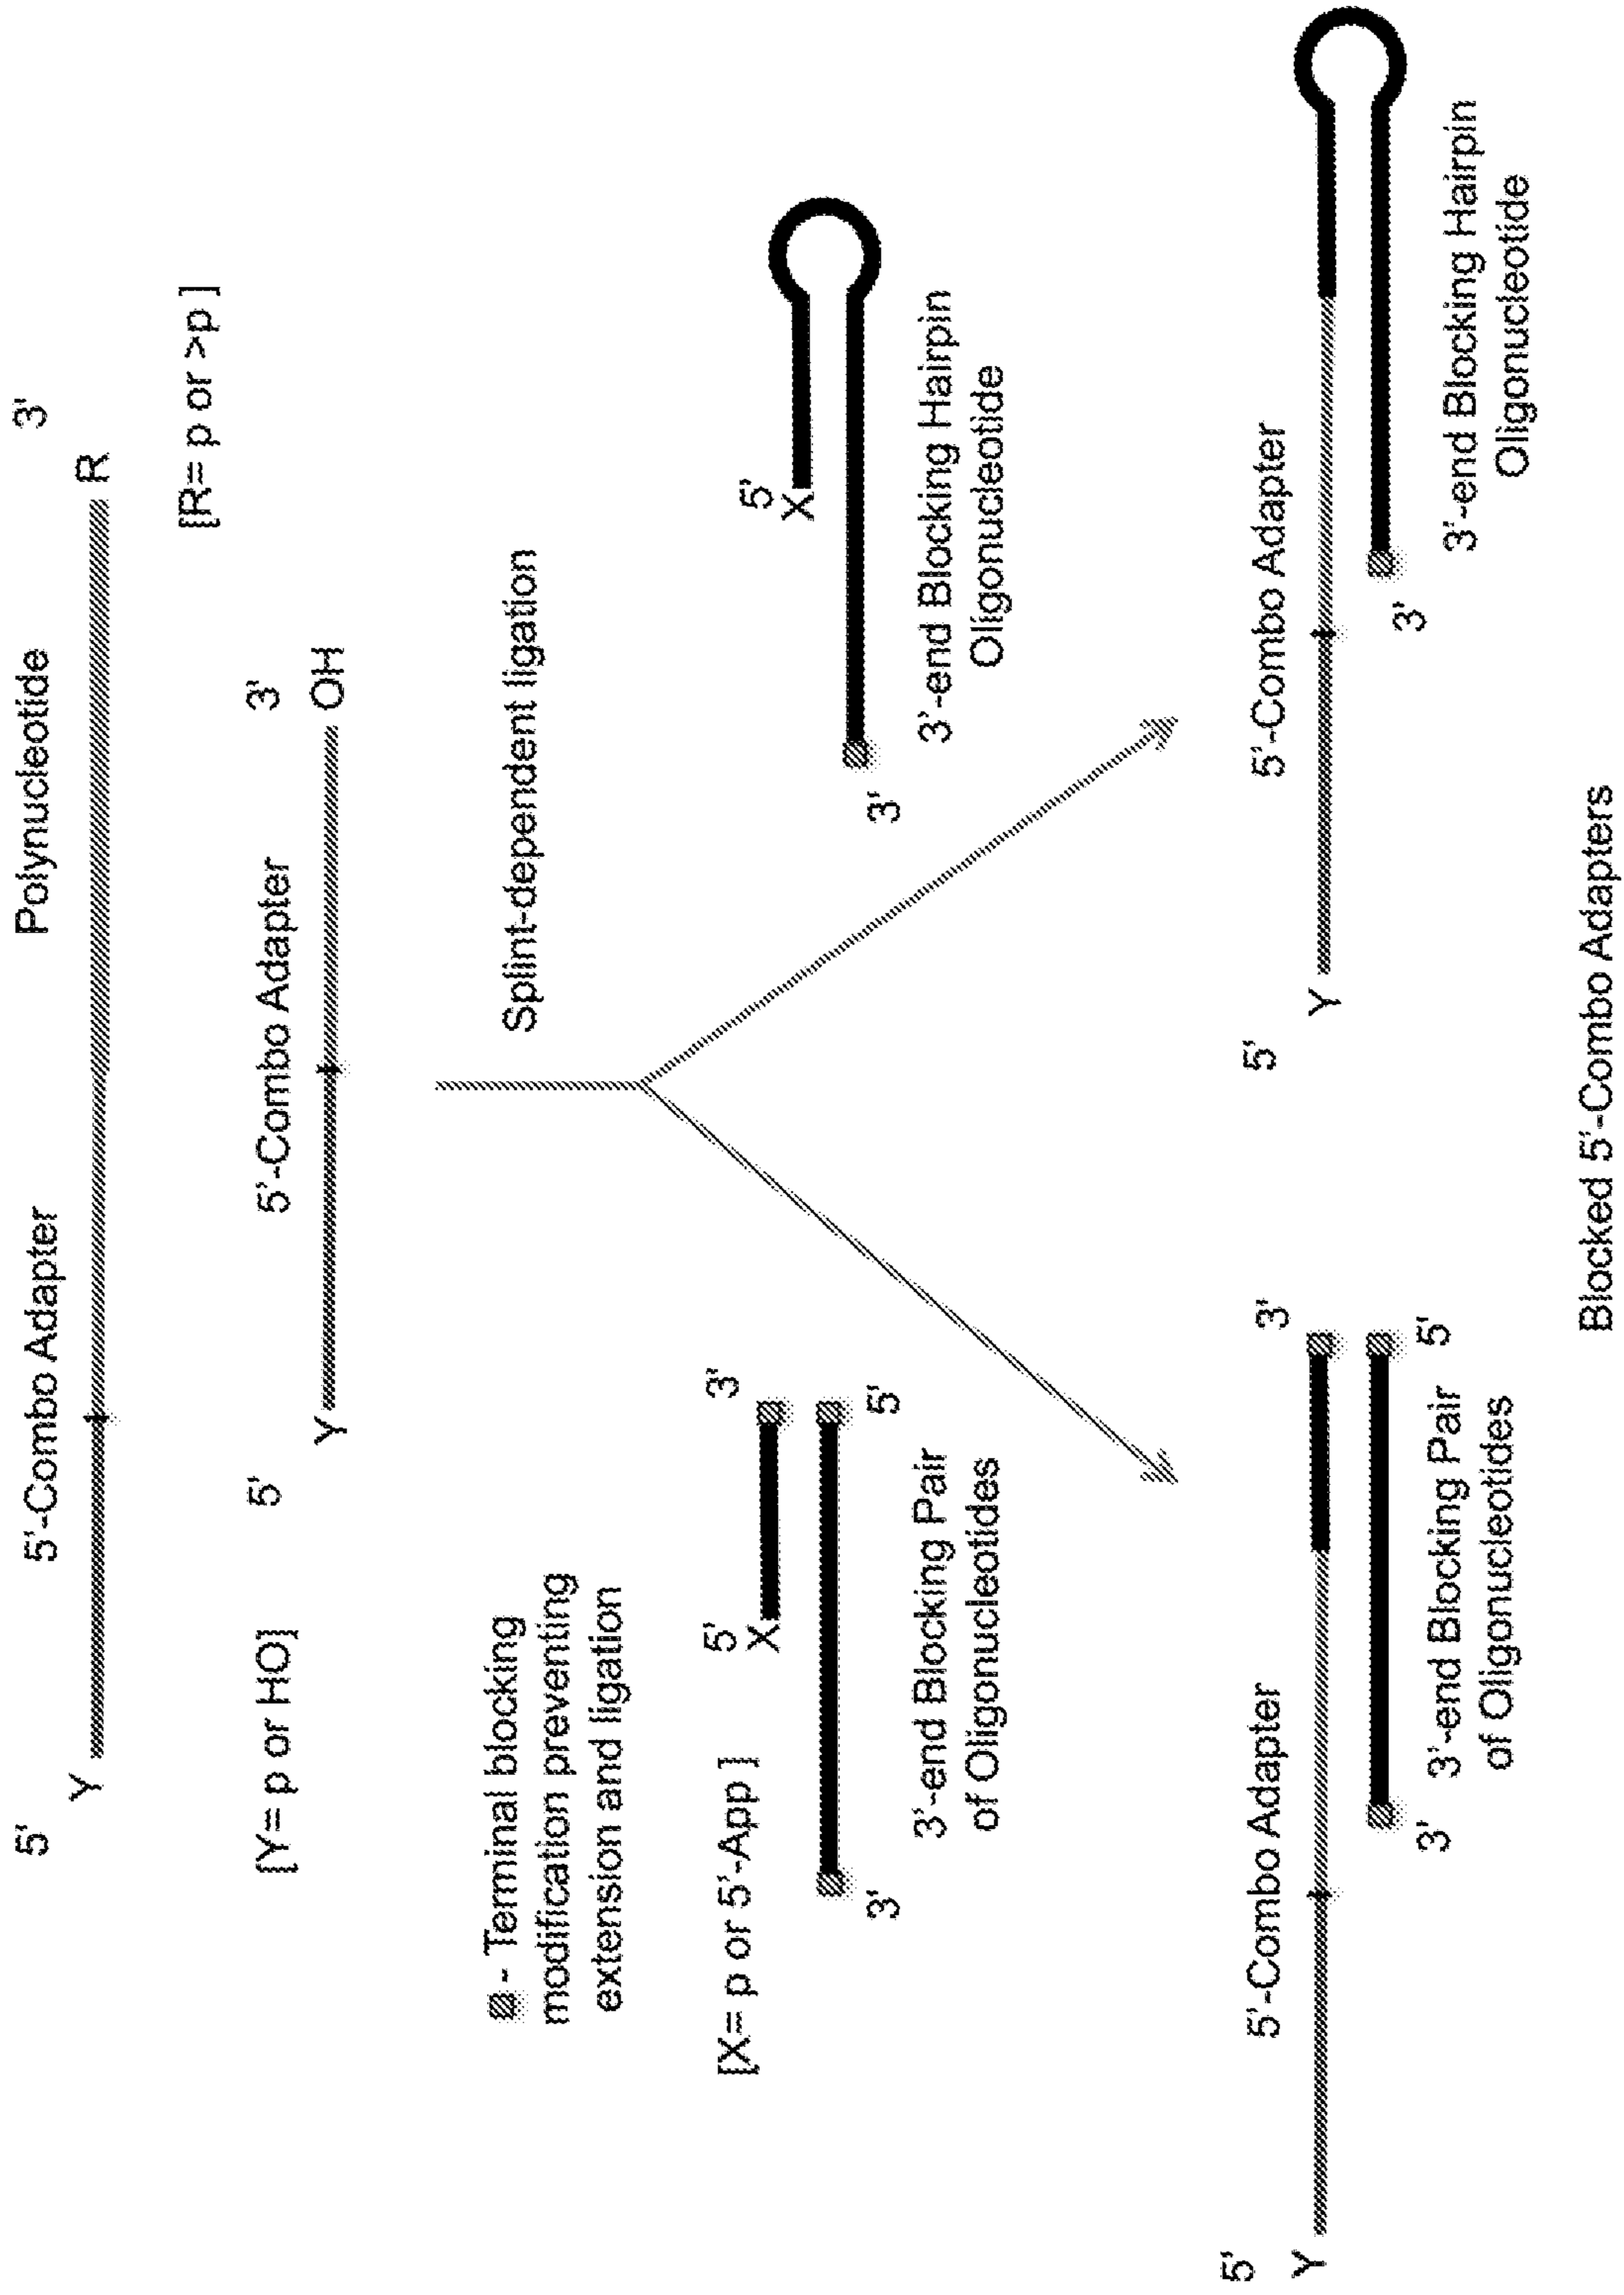 5'-Combo Adapter Polynucleotide
5' 3'
Y R
[Y= p or HO] [R= p or >p ]
5'-Combo Adapter
5' 3'
Y OH
- Terminal blocking
modification preventing
extension and ligation
Splint-dependent ligation
[X= p or 5'-App ]
5' 3'
X
3' 5'
3'-end Blocking Pair
of Oligonucleotides
5'
X
3'
3'-end Blocking Hairpin
Oligonucleotide
5'-Combo Adapter
5' 3'
Y
3' 5'
3'-end Blocking Pair
of Oligonucleotides
5'-Combo Adapter
5'
Y
3'
3'-end Blocking Hairpin
Oligonucleotide
Blocked 5'-Combo Adapters